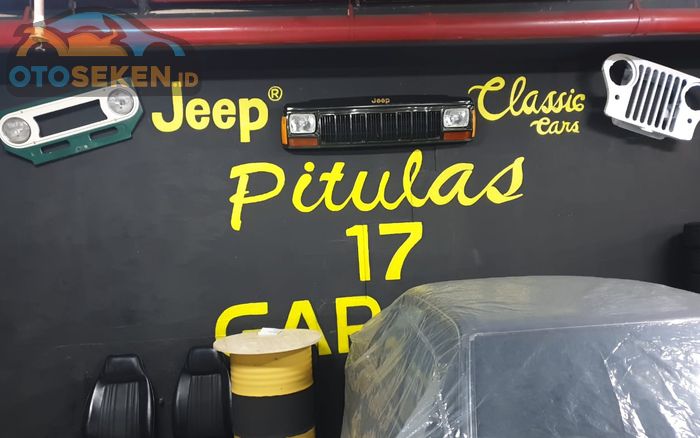 OTOSEKEN.ID
Jeep®
Jeep
Classic
Cars
Pitulas
17